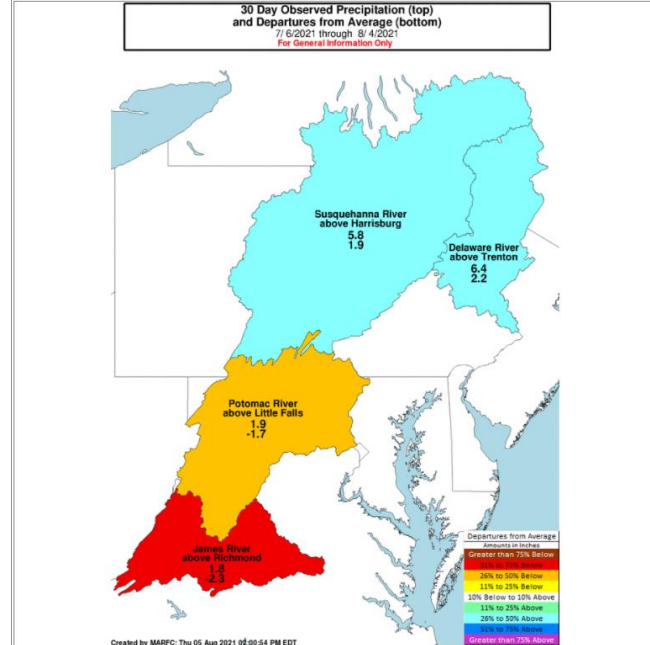 30 Day Observed Precipitation (top)
and Departures from Average (bottom)
7/ 6/2021 through 8/ 4/2021
For General Information Only
Susquehanna River
above Harrisburg
5.8
1.9
Delaware River
above Trenton
6.4
2.2
Potomac River
above Little Falls
1.9
-1.7
James River
above Richmond
1.8
-2.3
Departures from Average
Amounts in Inches
Greater than 75% Below
51% to 75% Below
26% to 50% Below
11% to 25% Below
10% Below to 10% Above
11% to 25% Above
26% to 50% Above
51% to 75% Above
Greater than 75% Above
Created by MARFC: Thu 05 Aug 2021 02:00:54 PM EDT